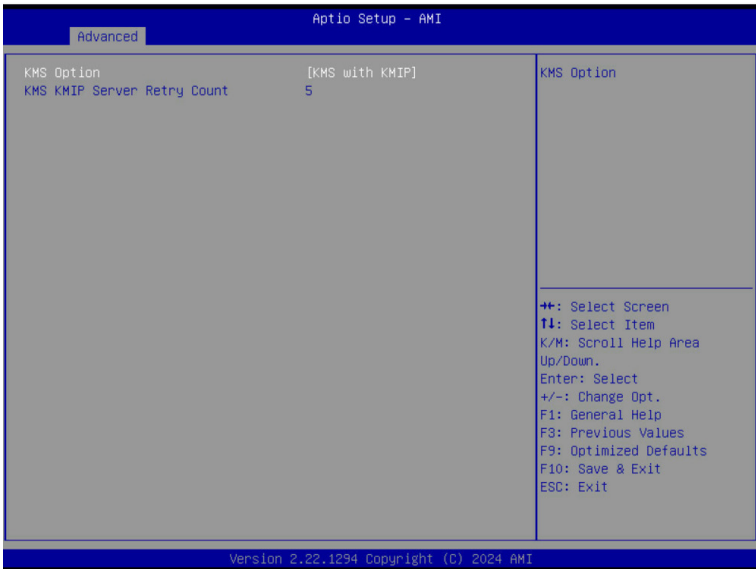 Aptio Setup – AMI
Advanced
KMS Option [KMS with KMIP]
KMS KMIP Server Retry Count 5
KMS Option
→←: Select Screen
↑↓: Select Item
K/M: Scroll Help Area
Up/Down.
Enter: Select
+/-: Change Opt.
F1: General Help
F3: Previous Values
F9: Optimized Defaults
F10: Save & Exit
ESC: Exit
Version 2.22.1294 Copyright (C) 2024 AMI